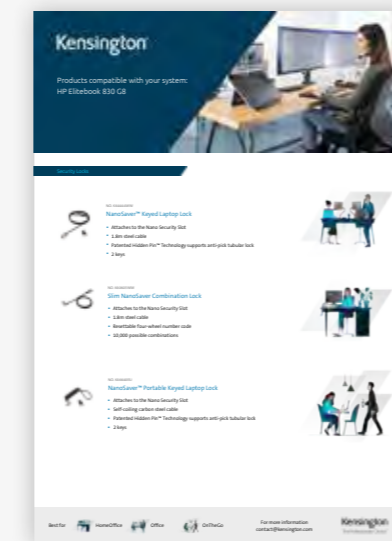 Kensington
Products compatible with your system:
HP Elitebook 830 G8
Security Locks
NanoSaver™ Keyed Laptop Lock
• Attaches to the Nano Security Slot
• 1.8m steel cable
• Patented Hidden Pin™ Technology supports anti-pick tubular lock
• 2 keys
Slim NanoSaver Combination Lock
• Attaches to the Nano Security Slot
• 1.8m steel cable
• Resettable four-wheel number code
• 10,000 possible combinations
NanoSaver™ Portable Keyed Laptop Lock
• Attaches to the Nano Security Slot
• Self-coiling carbon steel cable
• Patented Hidden Pin™ Technology supports anti-pick tubular lock
• 2 keys
Best for
HomeOffice
Office
OnTheGo
For more information
contact@kensington.com
Kensington